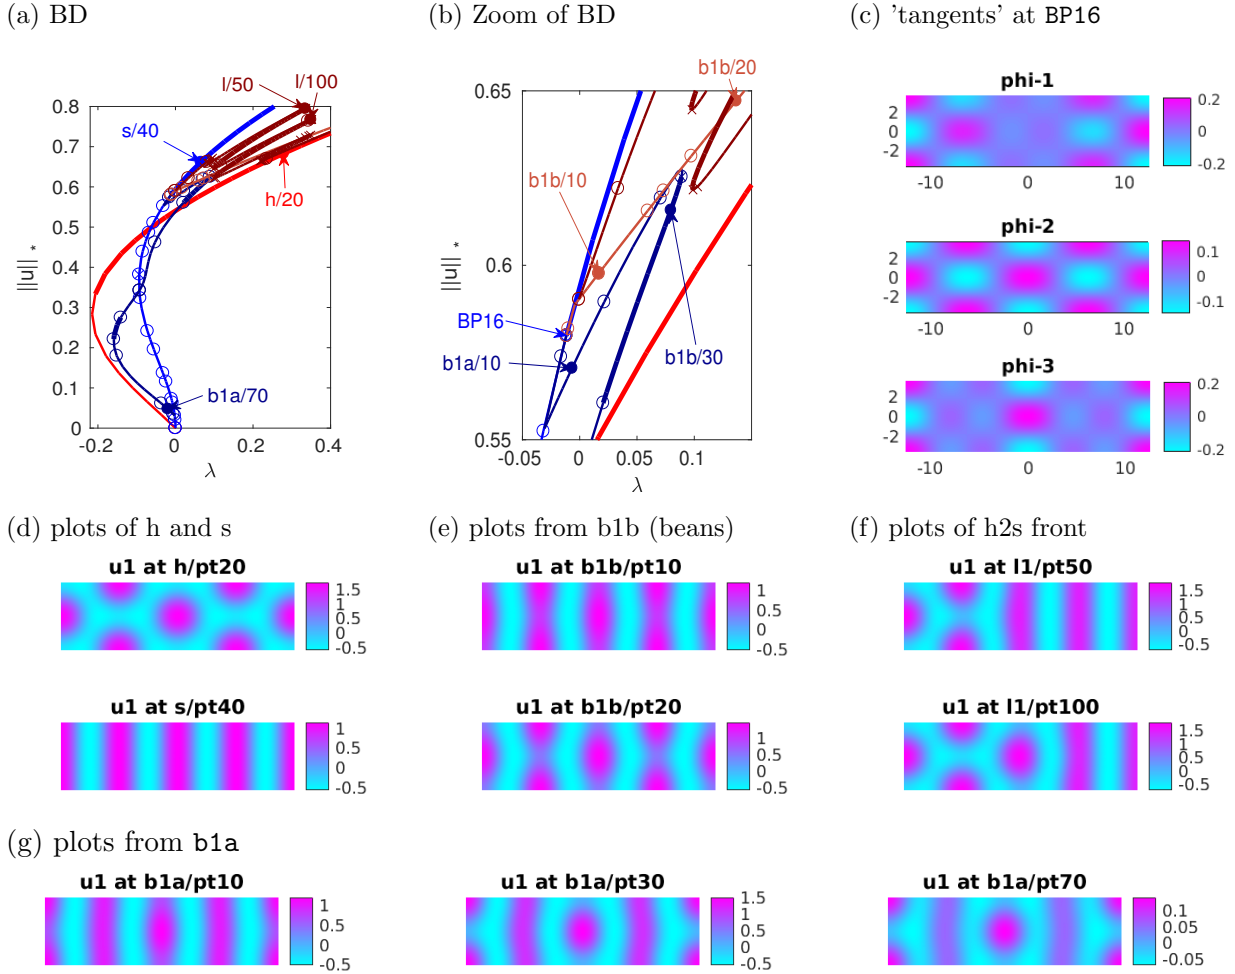 (a) BD
(b) Zoom of BD
(c) 'tangents' at BP16
l/50
l/100
s/40
h/20
b1a/70
0.8
0.7
0.6
0.5
0.4
0.3
0.2
0.1
0
-0.2
0
0.2
0.4
||u|| *
λ
b1b/20
b1b/10
BP16
b1a/10
b1b/30
0.65
0.6
0.55
-0.05
0
0.05
0.1
||u|| *
λ
phi-1
2
0
-2
-10
0
10
0.2
0
-0.2
phi-2
2
0
-2
-10
0
10
0.1
0
-0.1
phi-3
2
0
-2
-10
0
10
0.2
0
-0.2
(d) plots of h and s
(e) plots from b1b (beans)
(f) plots of h2s front
u1 at h/pt20
1.5
1
0.5
0
-0.5
u1 at b1b/pt10
1
0.5
0
-0.5
u1 at l1/pt50
1.5
1
0.5
0
-0.5
u1 at s/pt40
1
0.5
0
-0.5
u1 at b1b/pt20
1
0.5
0
-0.5
u1 at l1/pt100
1.5
1
0.5
0
-0.5
(g) plots from b1a
u1 at b1a/pt10
1
0.5
0
-0.5
u1 at b1a/pt30
1.5
1
0.5
0
-0.5
u1 at b1a/pt70
0.1
0.05
0
-0.05